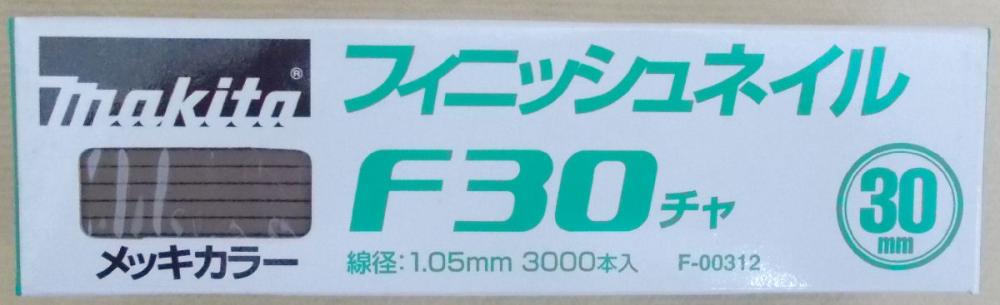 makita®
フィニッシュネイル
F30チャ
30
mm
メッキカラー
線径:1.05mm 3000本入 F-00312